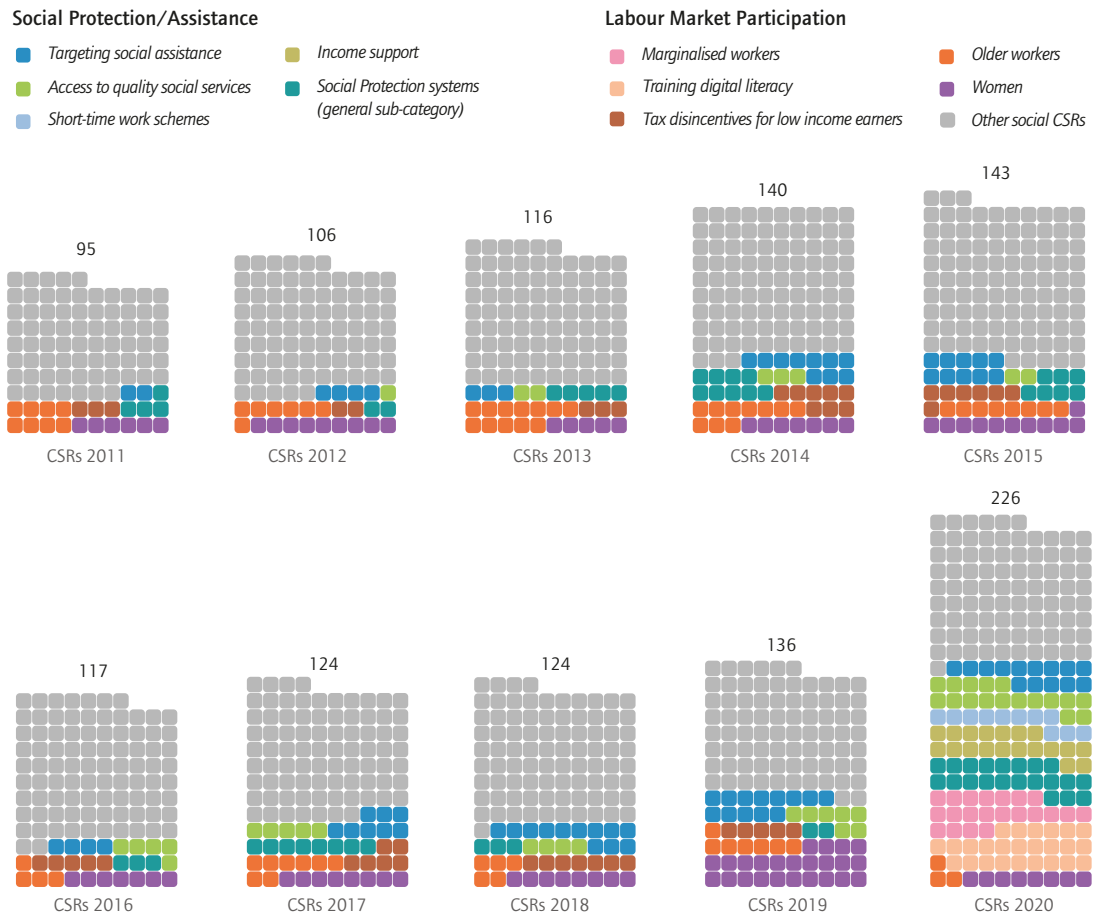 Social Protection/Assistance
Targeting social assistance
Access to quality social services
Short-time work schemes
Income support
Social Protection systems
(general sub-category)
Labour Market Participation
Marginalised workers
Training digital literacy
Tax disincentives for low income earners
Older workers
Women
Other social CSRs
95
106
116
140
143
CSRs 2011
CSRs 2012
CSRs 2013
CSRs 2014
CSRs 2015
117
124
124
136
226
CSRs 2016
CSRs 2017
CSRs 2018
CSRs 2019
CSRs 2020